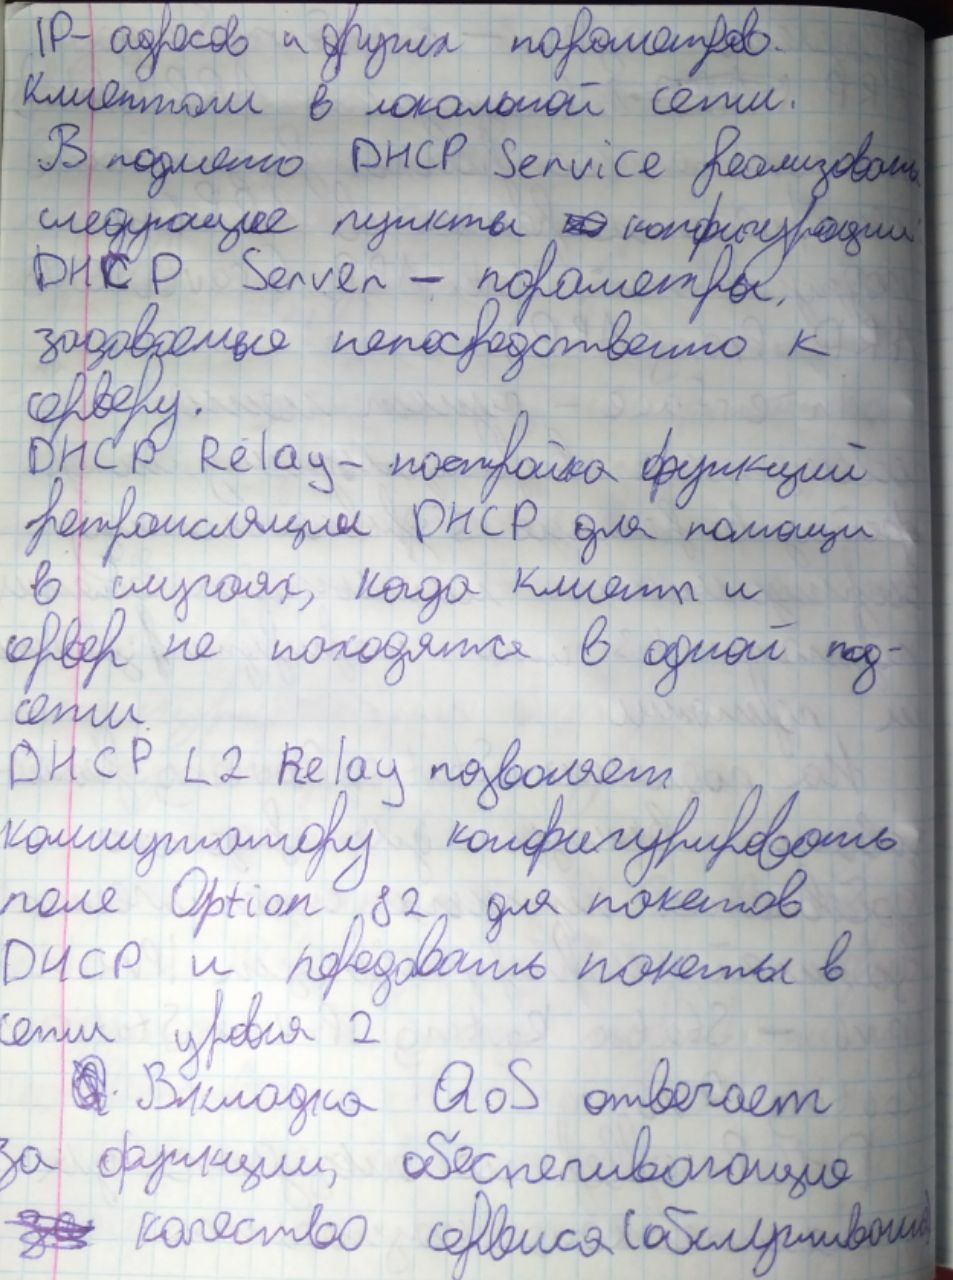 IP-адресов и других параметров.
клиентам в локальной сети.
В подменю DHCP Service реализовать
следующие пункты конфигурации:
DHCP Server – параметры,
задаваемые непосредственно к
серверу.
DHCP Relay – настройка функций
ретрансляции DHCP для помощи
в случаях, когда клиенты и
сервер не находятся в одной под-
сети.
DHCP L2 Relay позволяет
коммутатору конфигурировать
поле Option 82 для пакетов
DHCP и передавать пакеты в
сети уровня 2
Вкладка QoS отвечает
за функции, обеспечивающие
качество сервиса (обслуживания)